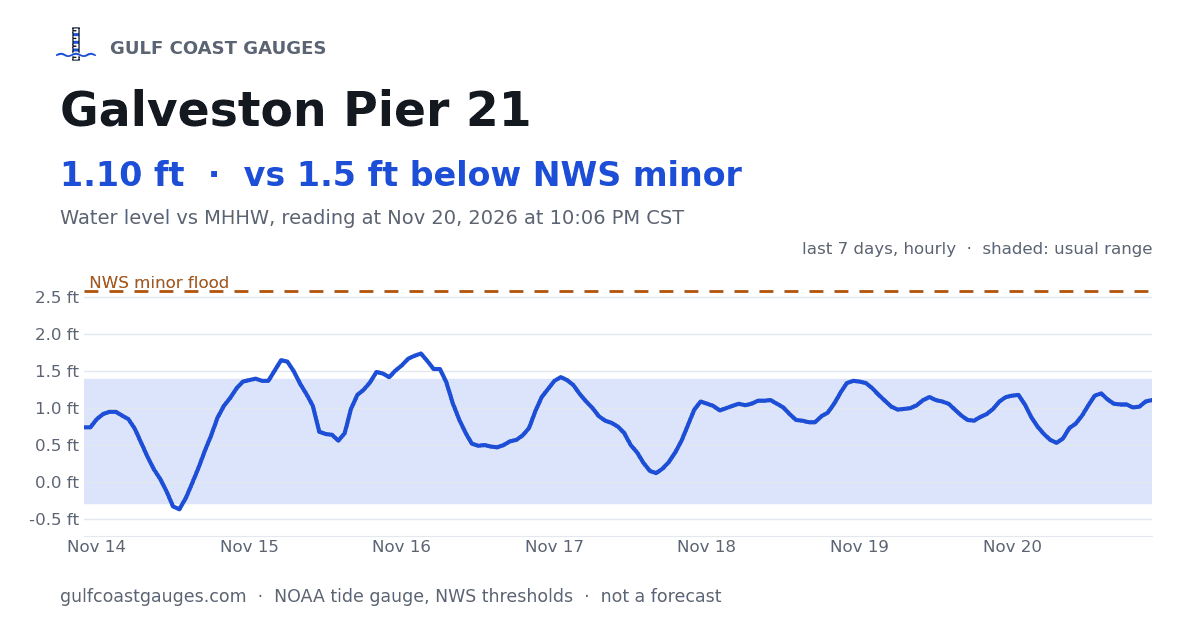 GULF COAST GAUGES
Galveston Pier 21
1.10 ft · vs 1.5 ft below NWS minor
Water level vs MHHW, reading at Nov 20, 2026 at 10:06 PM CST
last 7 days, hourly · shaded: usual range
NWS minor flood
2.5 ft
2.0 ft
1.5 ft
1.0 ft
0.5 ft
0.0 ft
-0.5 ft
Nov 14 Nov 15 Nov 16 Nov 17 Nov 18 Nov 19 Nov 20
gulfcoastgauges.com · NOAA tide gauge, NWS thresholds · not a forecast